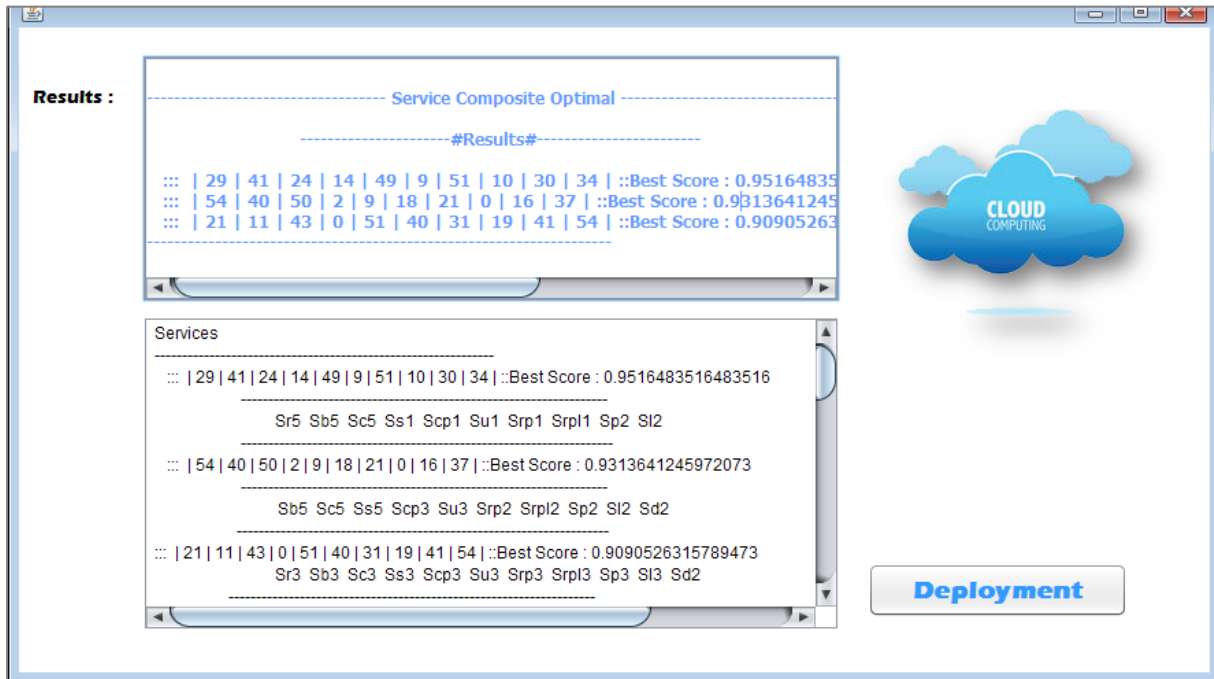 Results :
---------------------------------- Service Composite Optimal -------------------------------
----------------------#Results#------------------------
::: | 29 | 41 | 24 | 14 | 49 | 9 | 51 | 10 | 30 | 34 | ::Best Score : 0.95164835
::: | 54 | 40 | 50 | 2 | 9 | 18 | 21 | 0 | 16 | 37 | ::Best Score : 0.9313641245
::: | 21 | 11 | 43 | 0 | 51 | 40 | 31 | 19 | 41 | 54 | ::Best Score : 0.90905263
--------------------------------------------------------------------
CLOUD
COMPUTING
Services
--------------------------------------------------------------
::: | 29 | 41 | 24 | 14 | 49 | 9 | 51 | 10 | 30 | 34 | ::Best Score : 0.9516483516483516
-------------------------------------------------------------------
Sr5 Sb5 Sc5 Ss1 Scp1 Su1 Srp1 Srpl1 Sp2 Sl2
--------------------------------------------------------------------
::: | 54 | 40 | 50 | 2 | 9 | 18 | 21 | 0 | 16 | 37 | ::Best Score : 0.9313641245972073
-------------------------------------------------------------------
Sb5 Sc5 Ss5 Scp3 Su3 Srp2 Srpl2 Sp2 Sl2 Sd2
--------------------------------------------------------------------
::: | 21 | 11 | 43 | 0 | 51 | 40 | 31 | 19 | 41 | 54 | ::Best Score : 0.9090526315789473
Sr3 Sb3 Sc3 Ss3 Scp3 Su3 Srp3 Srpl3 Sp3 Sl3 Sd2
-------------------------------------------------------------------
Deployment